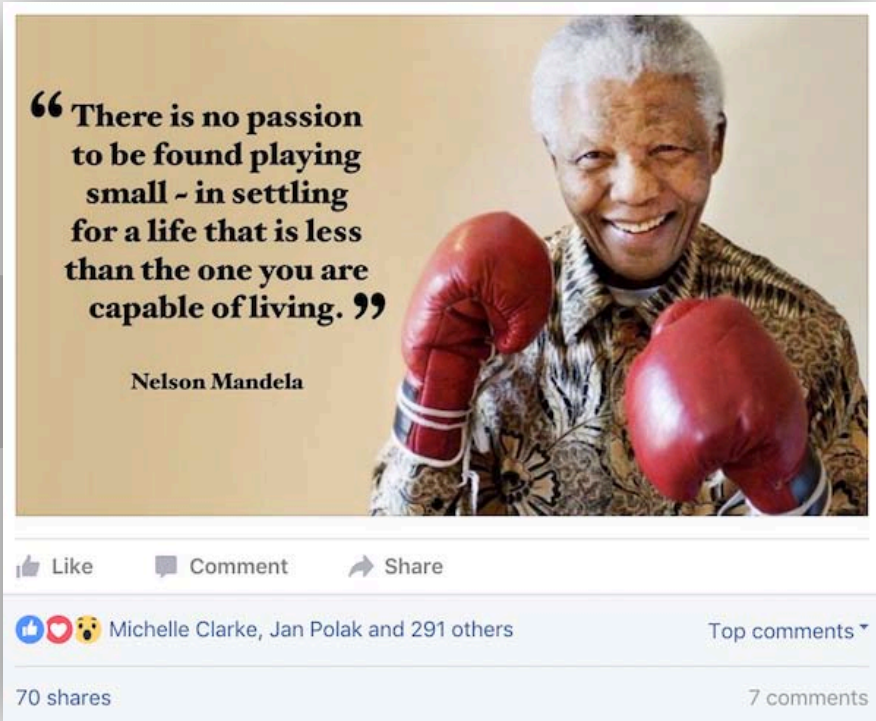 “ There is no passion
to be found playing
small ~ in settling
for a life that is less
than the one you are
capable of living. ”
Nelson Mandela
Like Comment Share
Michelle Clarke, Jan Polak and 291 others Top comments
70 shares 7 comments